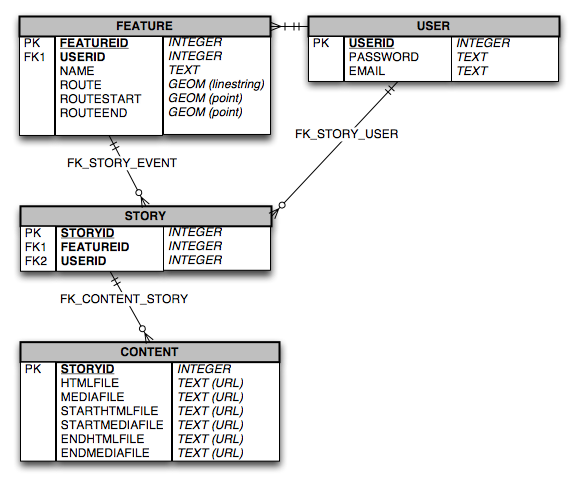 FEATURE
PK FEATUREID INTEGER
FK1 USERID INTEGER
NAME TEXT
ROUTE GEOM (linestring)
ROUTESTART GEOM (point)
ROUTEEND GEOM (point)
USER
PK USERID INTEGER
PASSWORD TEXT
EMAIL TEXT
FK_STORY_USER
FK_STORY_EVENT
STORY
PK STORYID INTEGER
FK1 FEATUREID INTEGER
FK2 USERID INTEGER
FK_CONTENT_STORY
CONTENT
PK STORYID INTEGER
HTMLFILE TEXT (URL)
MEDIAFILE TEXT (URL)
STARTHTMLFILE TEXT (URL)
STARTMEDIAFILE TEXT (URL)
ENDHTMLFILE TEXT (URL)
ENDMEDIAFILE TEXT (URL)